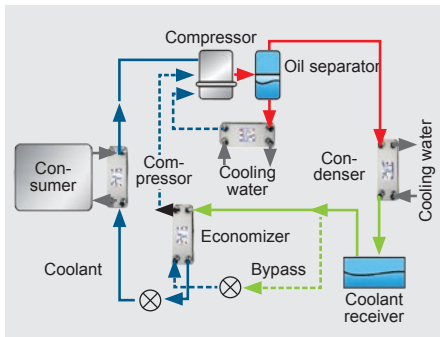 Compressor
Oil separator
Con-
sumer
Com-
pressor
Cooling
water
Con-
denser
Cooling water
Economizer
Coolant
Bypass
Coolant
receiver